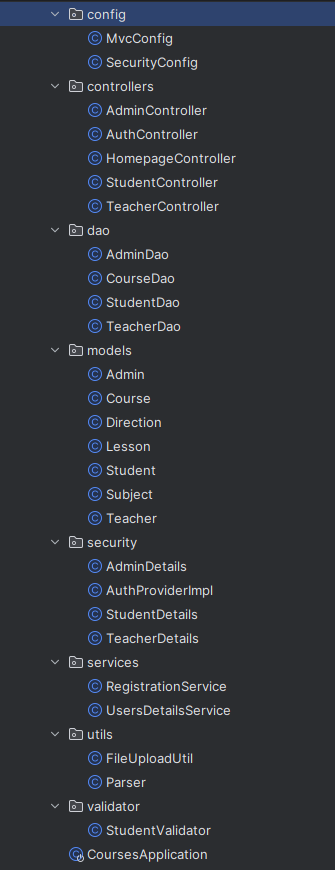 config
MvcConfig
SecurityConfig
controllers
AdminController
AuthController
HomepageController
StudentController
TeacherController
dao
AdminDao
CourseDao
StudentDao
TeacherDao
models
Admin
Course
Direction
Lesson
Student
Subject
Teacher
security
AdminDetails
AuthProviderImpl
StudentDetails
TeacherDetails
services
RegistrationService
UsersDetailsService
utils
FileUploadUtil
Parser
validator
StudentValidator
CoursesApplication